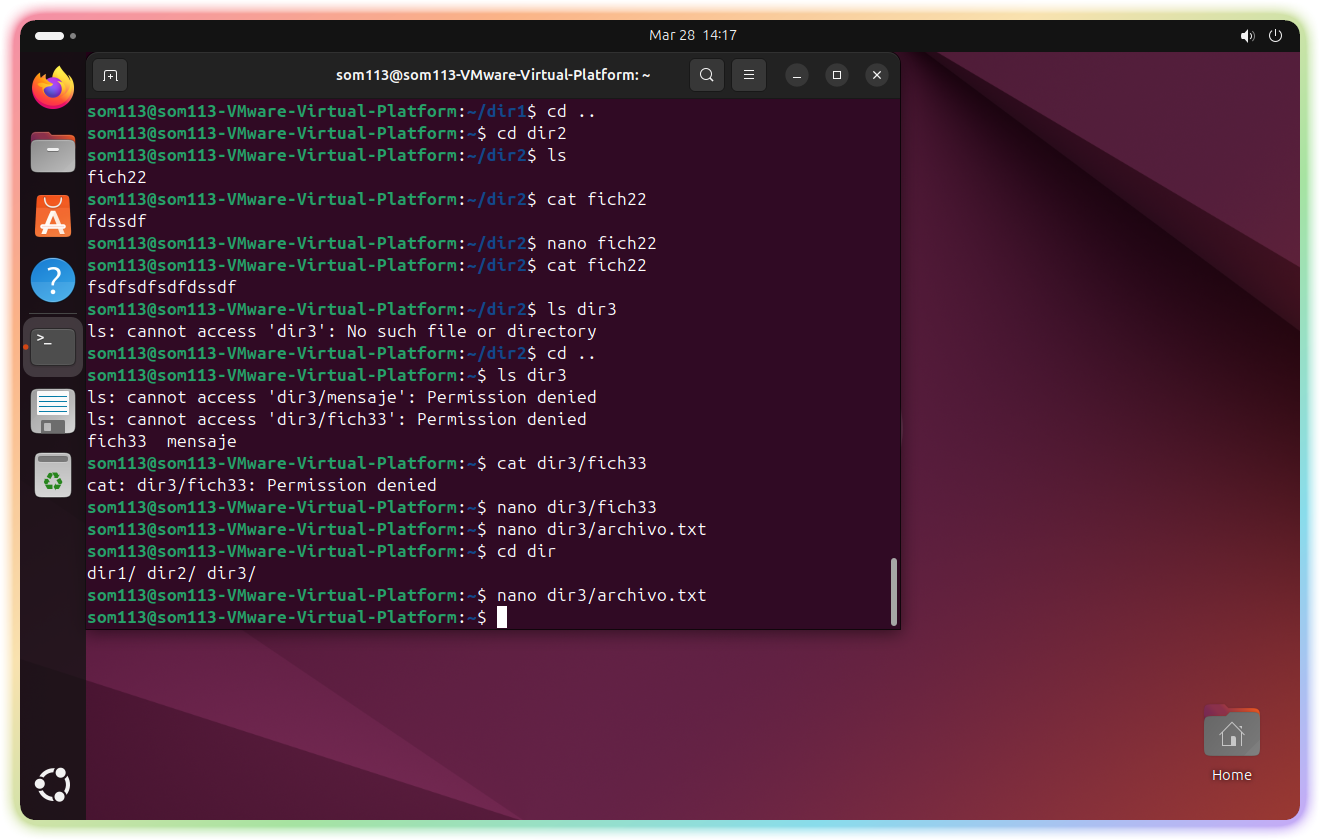 Mar 28 14:17
som113@som113-VMware-Virtual-Platform: ~
som113@som113-VMware-Virtual-Platform:~/dir1$ cd ..
som113@som113-VMware-Virtual-Platform:~$ cd dir2
som113@som113-VMware-Virtual-Platform:~/dir2$ ls
fich22
som113@som113-VMware-Virtual-Platform:~/dir2$ cat fich22
fdssdf
som113@som113-VMware-Virtual-Platform:~/dir2$ nano fich22
som113@som113-VMware-Virtual-Platform:~/dir2$ cat fich22
fsdfsdfsdfdssdf
som113@som113-VMware-Virtual-Platform:~/dir2$ ls dir3
ls: cannot access 'dir3': No such file or directory
som113@som113-VMware-Virtual-Platform:~/dir2$ cd ..
som113@som113-VMware-Virtual-Platform:~$ ls dir3
ls: cannot access 'dir3/mensaje': Permission denied
ls: cannot access 'dir3/fich33': Permission denied
fich33  mensaje
som113@som113-VMware-Virtual-Platform:~$ cat dir3/fich33
cat: dir3/fich33: Permission denied
som113@som113-VMware-Virtual-Platform:~$ nano dir3/fich33
som113@som113-VMware-Virtual-Platform:~$ nano dir3/archivo.txt
som113@som113-VMware-Virtual-Platform:~$ cd dir
dir1/ dir2/ dir3/
som113@som113-VMware-Virtual-Platform:~$ nano dir3/archivo.txt
som113@som113-VMware-Virtual-Platform:~$
Home